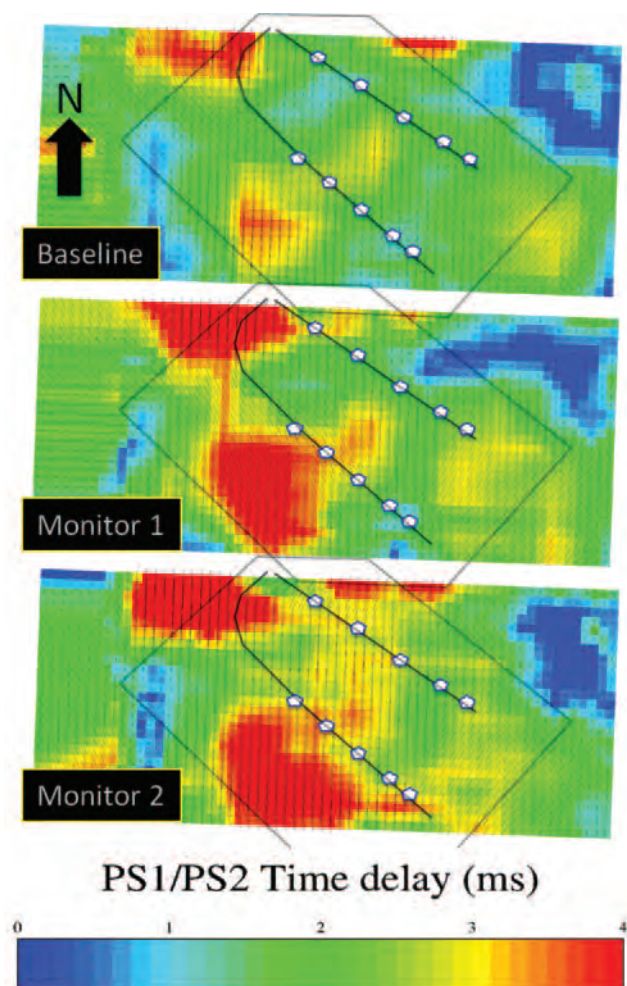 N
Baseline
Monitor 1
Monitor 2
PS1/PS2 Time delay (ms)
0 1 2 3 4